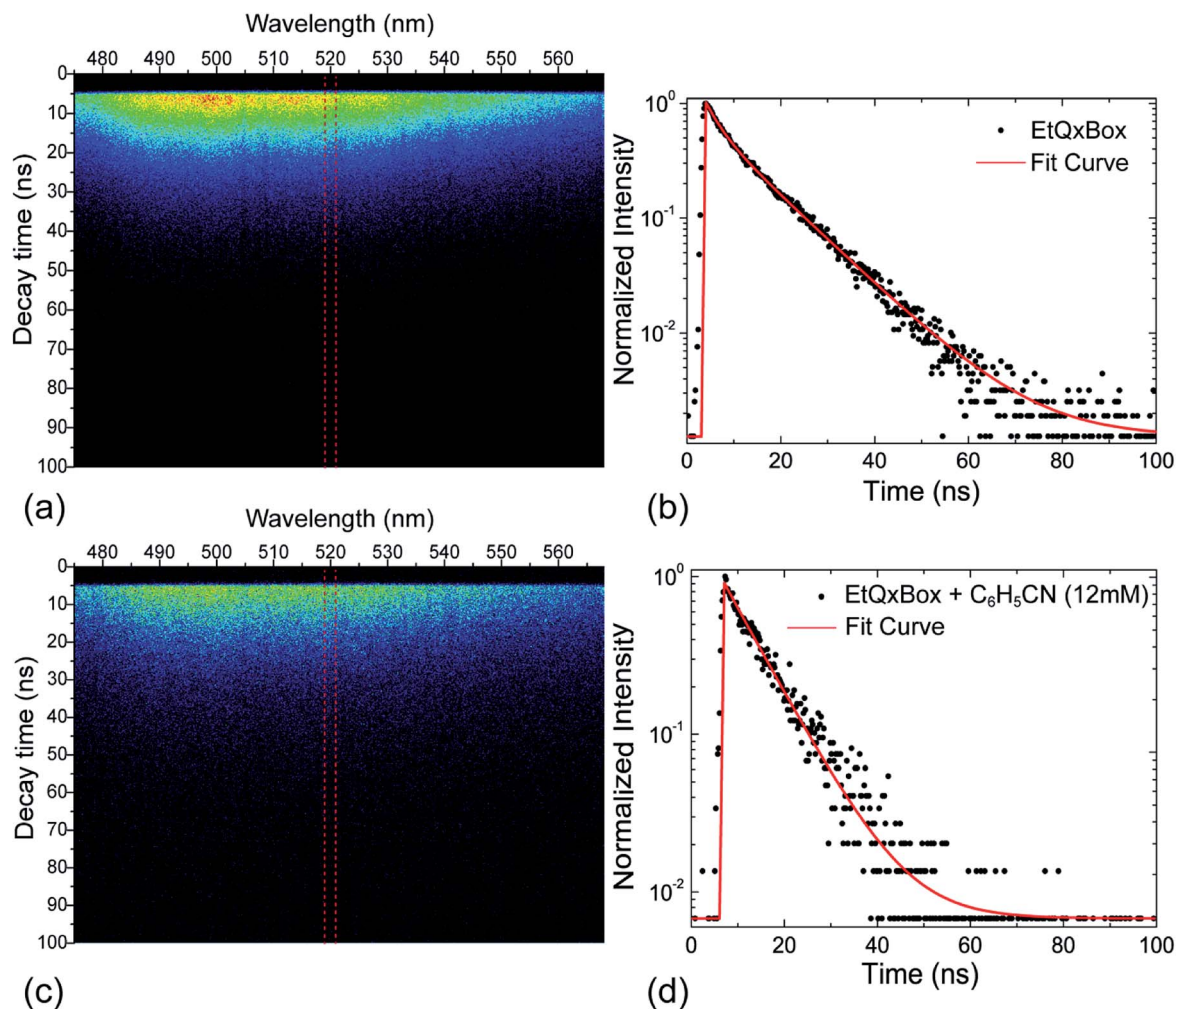 Wavelength (nm)
480 490 500 510 520 530 540 550 560
0
10
20
30
40
50
60
70
80
90
100
Decay time (ns)
(a)
10⁰
10⁻¹
10⁻²
Normalized Intensity
EtQxBox
Fit Curve
0 20 40 60 80 100
Time (ns)
(b)
Wavelength (nm)
480 490 500 510 520 530 540 550 560
0
10
20
30
40
50
60
70
80
90
100
Decay time (ns)
(c)
10⁰
10⁻¹
10⁻²
Normalized Intensity
EtQxBox + C₆H₅CN (12mM)
Fit Curve
0 20 40 60 80 100
Time (ns)
(d)